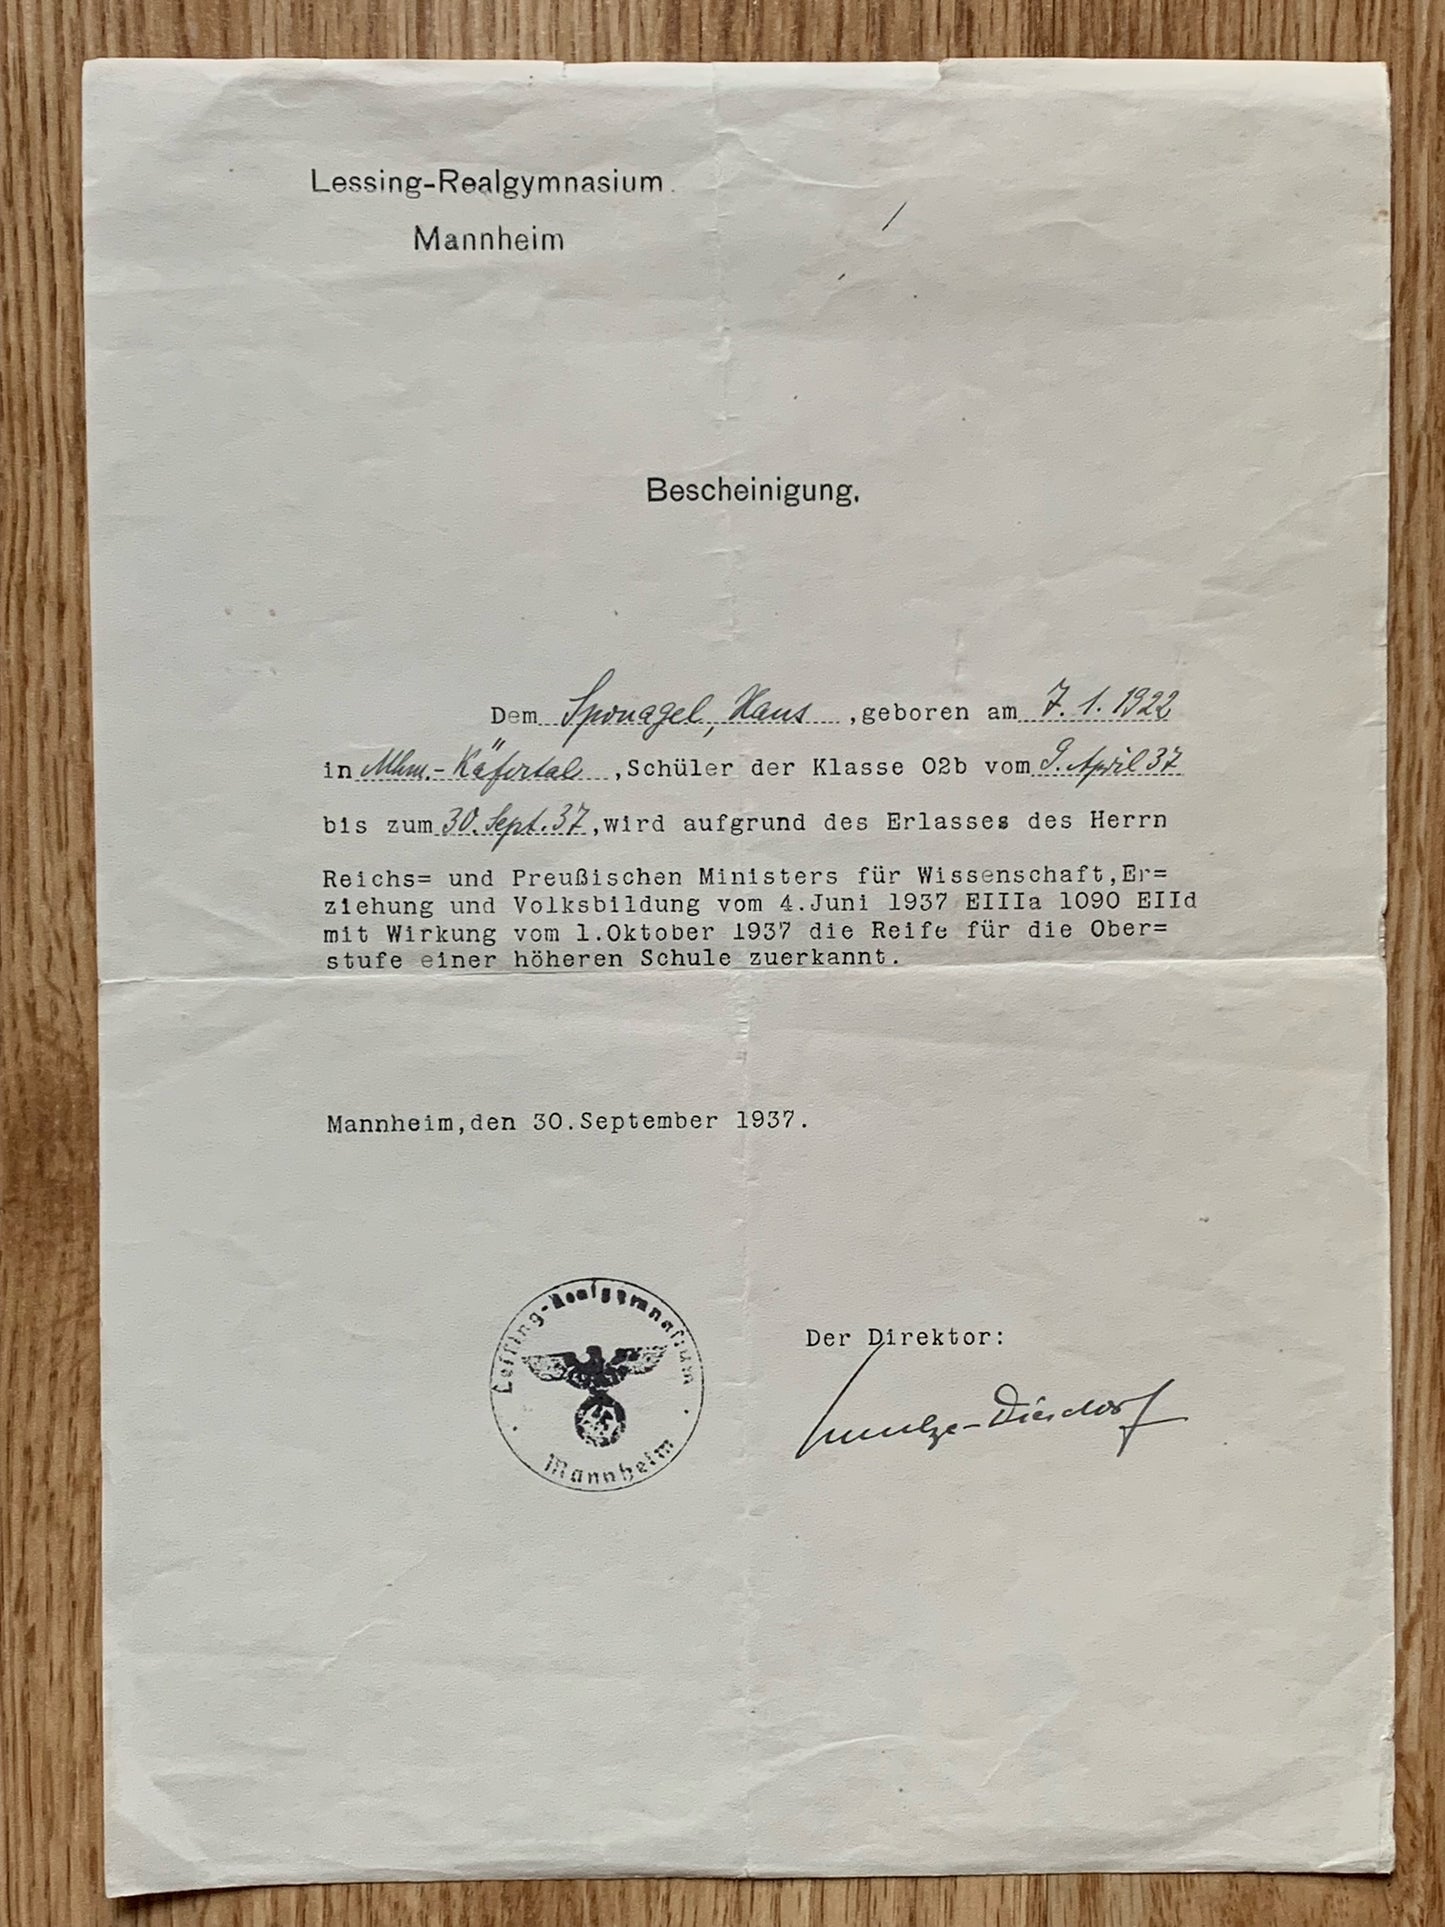 Lessing-Realgymnasium
Mannheim
Bescheinigung.
Dem Sponagel, Hans, geboren am 7. 1. 1922
in Mhm.-Käfertal, Schüler der Klasse O2b vom 9. April 37
bis zum 30. Sept. 37, wird aufgrund des Erlasses des Herrn
Reichs= und Preußischen Ministers für Wissenschaft,Er=
ziehung und Volksbildung vom 4.Juni 1937 EIIIa 1090 EIId
mit Wirkung vom 1.Oktober 1937 die Reife für die Ober=
stufe einer höheren Schule zuerkannt.
Mannheim,den 30.September 1937.
Lessing-Realgymnasium
Mannheim
Der Direktor: